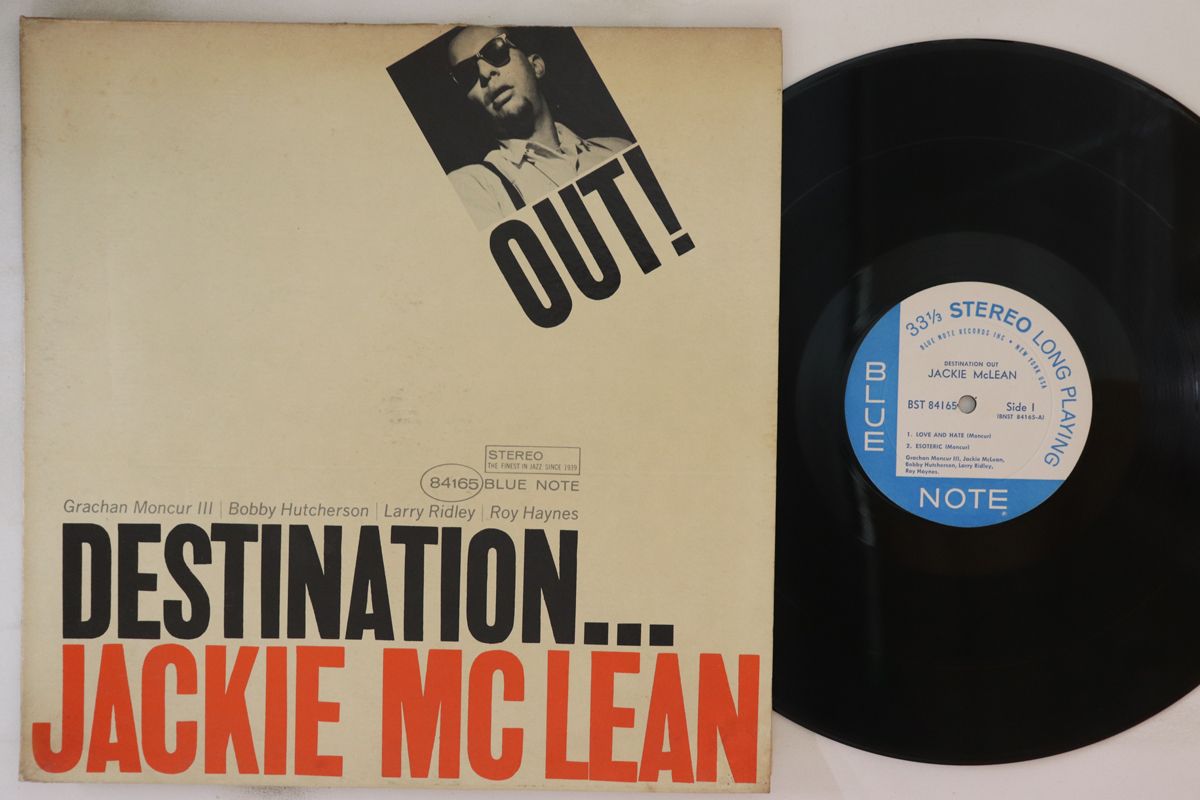 OUT!
STEREO
THE FINEST IN JAZZ SINCE 1939
84165 BLUE NOTE
Grachan Moncur III | Bobby Hutcherson | Larry Ridley | Roy Haynes
DESTINATION...
JACKIE MCLEAN
33 1/3 STEREO LONG PLAYING
BLUE NOTE RECORDS INC • NEW YORK USA
DESTINATION OUT
JACKIE McLEAN
BST 84165
Side 1
(BNST 84165-A)
1. LOVE AND HATE (Moncur)
2. ESOTERIC (Moncur)
Grachan Moncur III, Jackie McLean,
Bobby Hutcherson, Larry Ridley,
Roy Haynes.
BLUE
NOTE